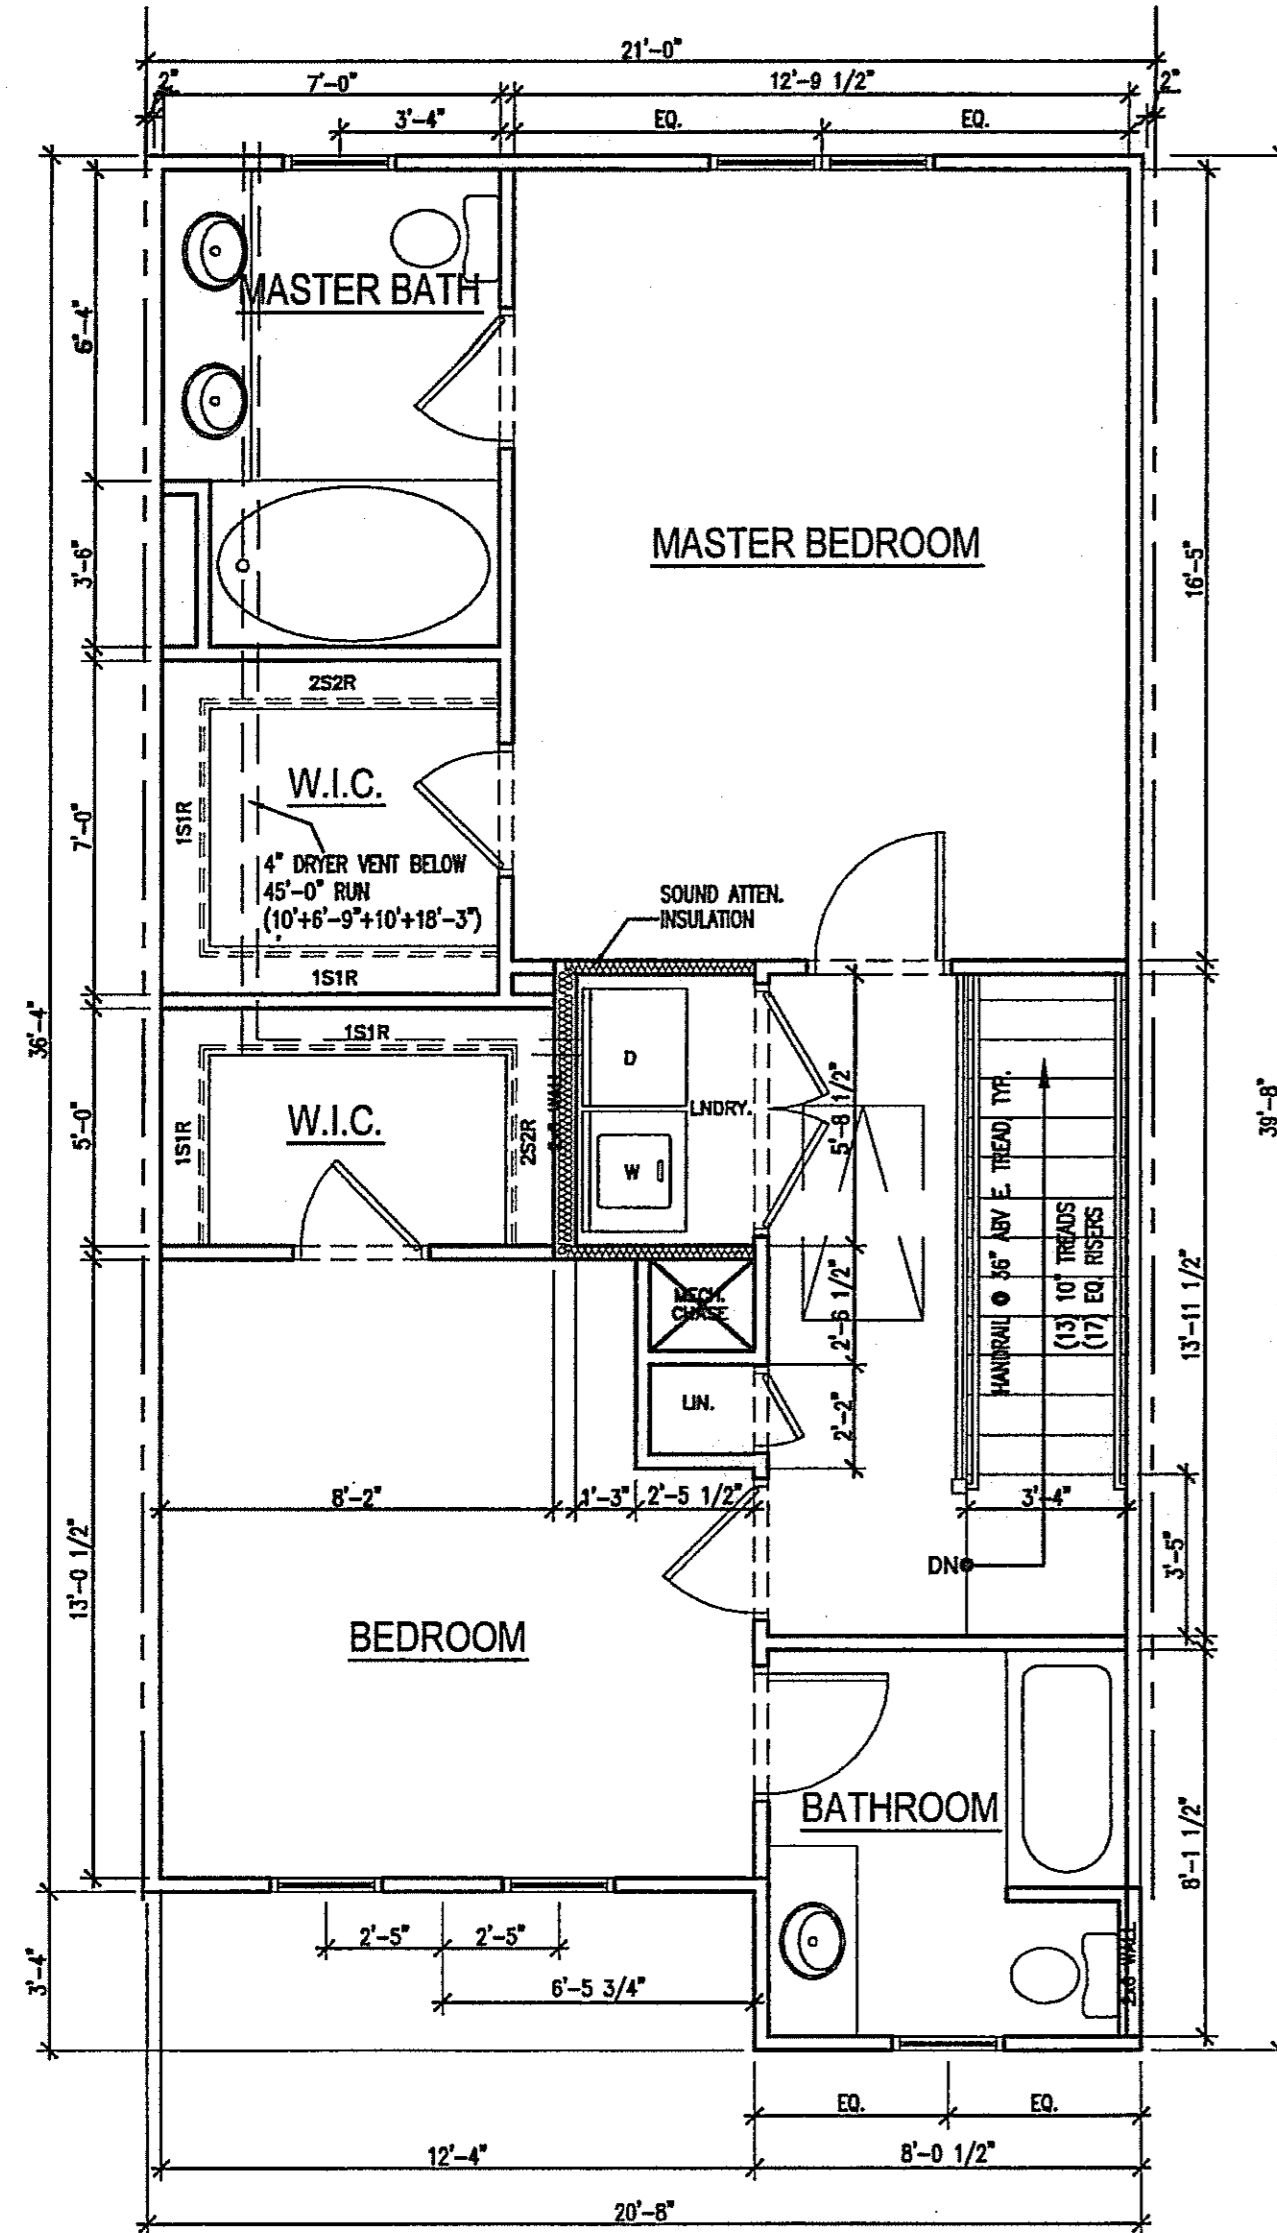 21'-0"
2"
7'-0"
12'-9 1/2"
2"
3'-4"
EQ.
EQ.
MASTER BATH
6'-4"
MASTER BEDROOM
3'-6"
16'-5"
2S2R
W.I.C.
1S1R
7'-0"
4" DRYER VENT BELOW
45'-0" RUN
(10'+6'-9"+10'+18'-3")
SOUND ATTEN.
INSULATION
1S1R
36'-4"
1S1R
D
LNDRY.
W.I.C.
1S1R
2S2R
WALL
5'-0"
W
5'-8 1/2"
HANDRAIL @ 36" ABV E. TREAD, TYP.
(13) 10" TREADS
(17) EQ. RISERS
39'-8"
MECH.
CHASE
2'-6 1/2"
13'-11 1/2"
LIN.
2'-2"
8'-2"
1'-3"
2'-5 1/2"
3'-4"
13'-0 1/2"
DN
3'-5"
BEDROOM
BATHROOM
8'-1 1/2"
2'-5"
2'-5"
2x6 WALL
3'-4"
6'-5 3/4"
EQ.
EQ.
12'-4"
8'-0 1/2"
20'-8"